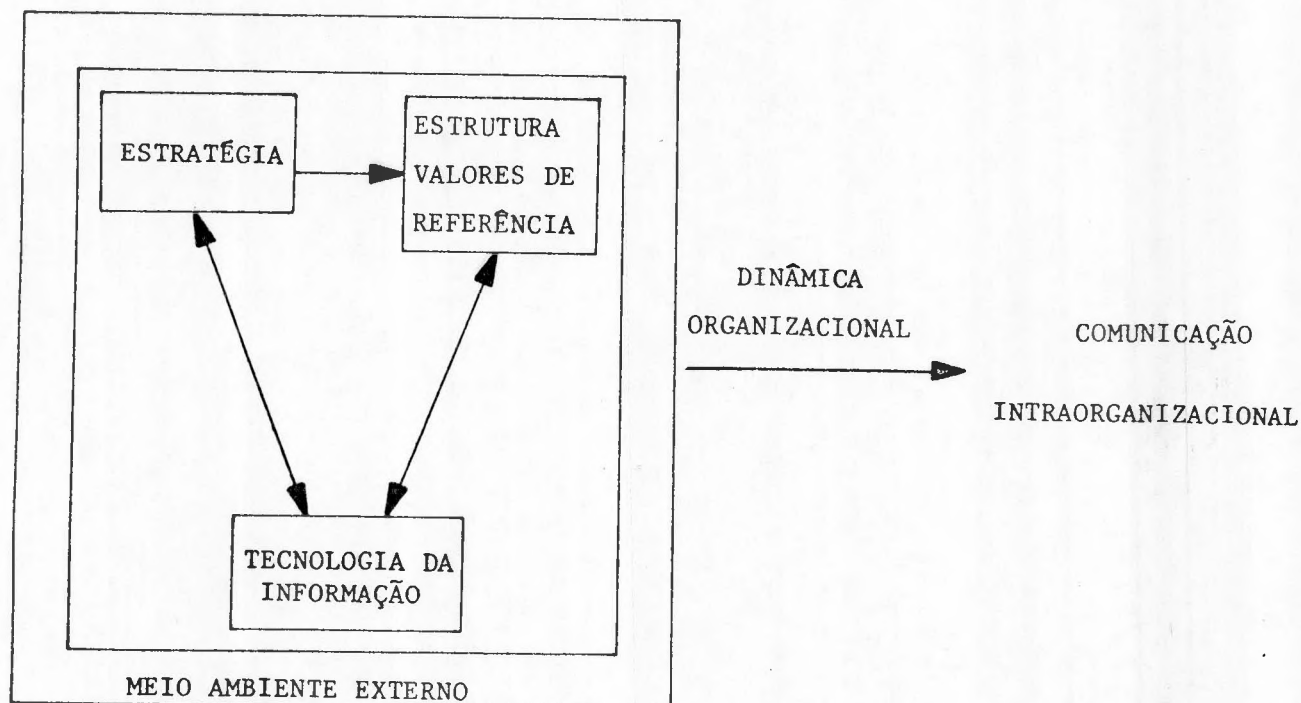 ESTRATÉGIA
ESTRUTURA
VALORES DE
REFERÊNCIA
TECNOLOGIA DA
INFORMAÇÃO
MEIO AMBIENTE EXTERNO
DINÂMICA
ORGANIZACIONAL
COMUNICAÇÃO
INTRAORGANIZACIONAL